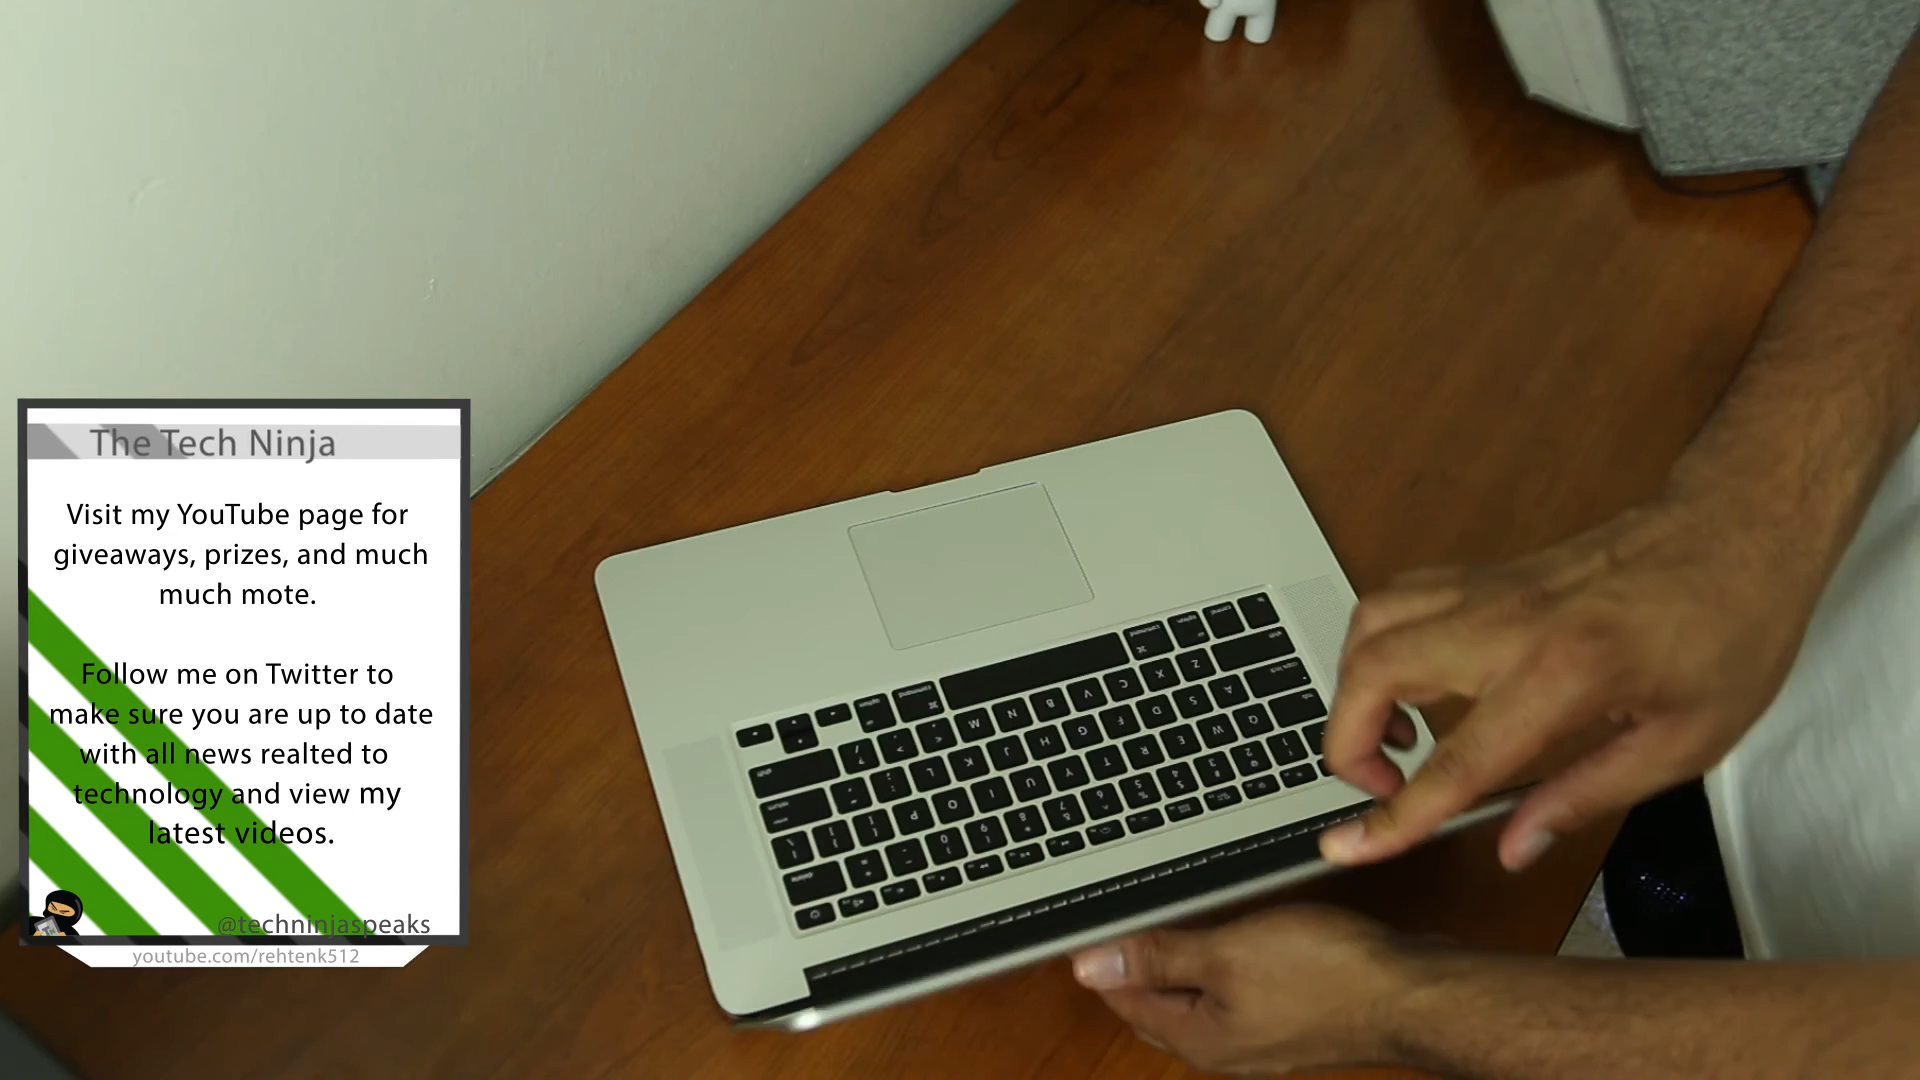 The Tech Ninja
Visit my YouTube page for
giveaways, prizes, and much
much mote.
Follow me on Twitter to
make sure you are up to date
with all news realted to
technology and view my
latest videos.
@techninjaspeaks
youtube.com/rehtenk512